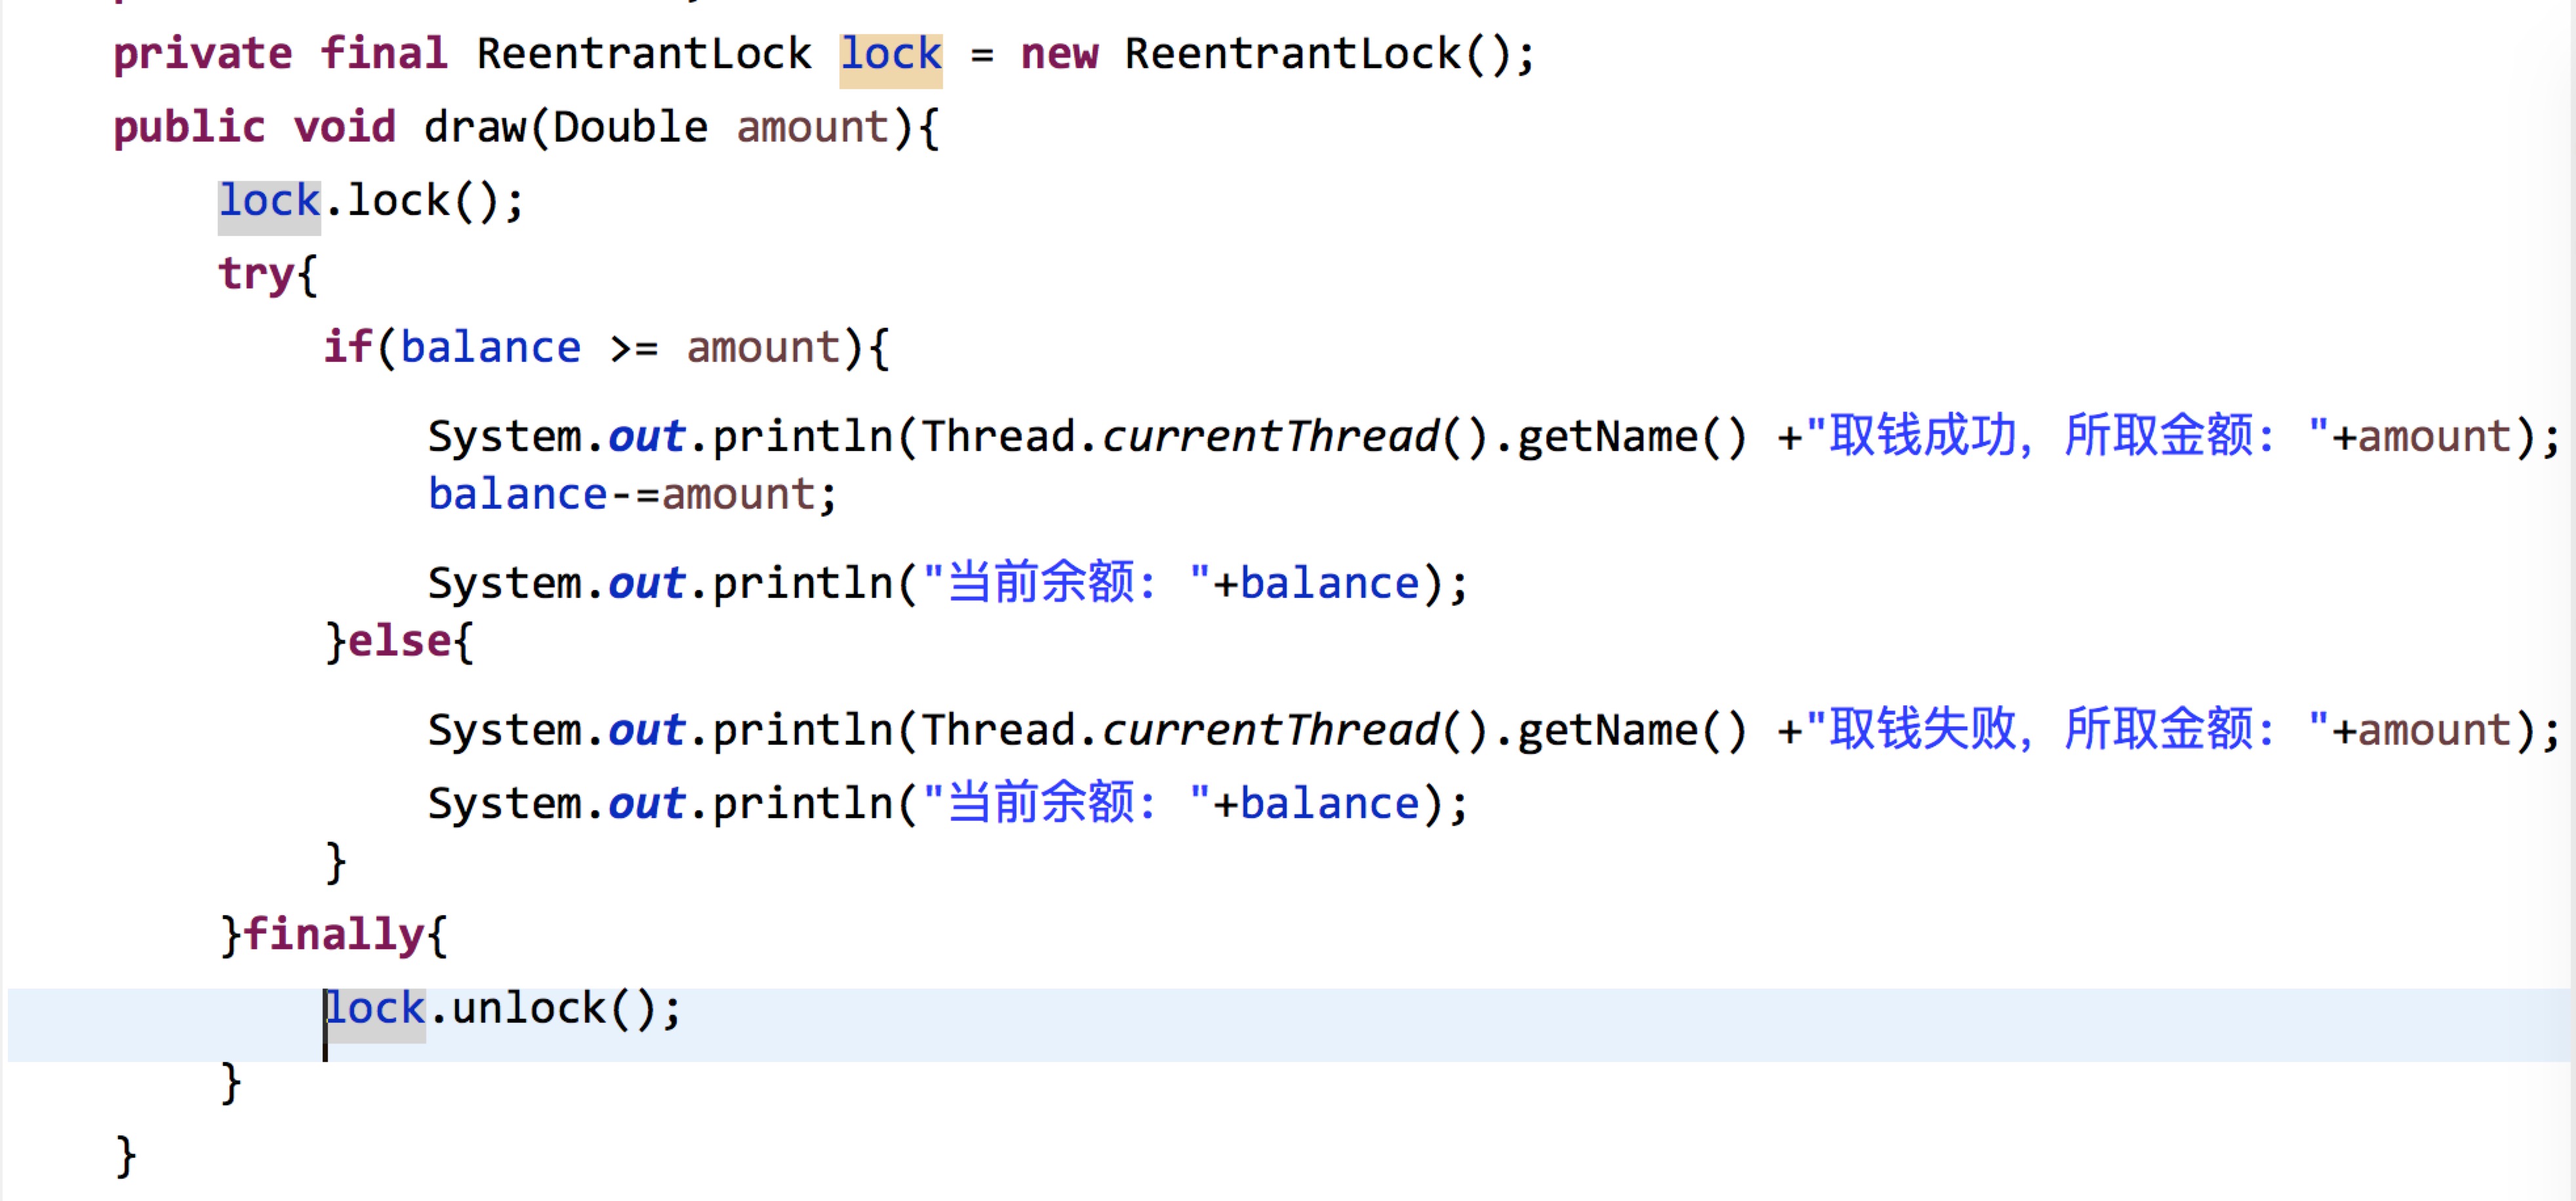 private final ReentrantLock lock = new ReentrantLock();
public void draw(Double amount){
lock.lock();
try{
if(balance >= amount){
System.out.println(Thread.currentThread().getName() +"取钱成功，所取金额："+amount);
balance-=amount;
System.out.println("当前余额："+balance);
}else{
System.out.println(Thread.currentThread().getName() +"取钱失败，所取金额："+amount);
System.out.println("当前余额："+balance);
}
}finally{
lock.unlock();
}
}